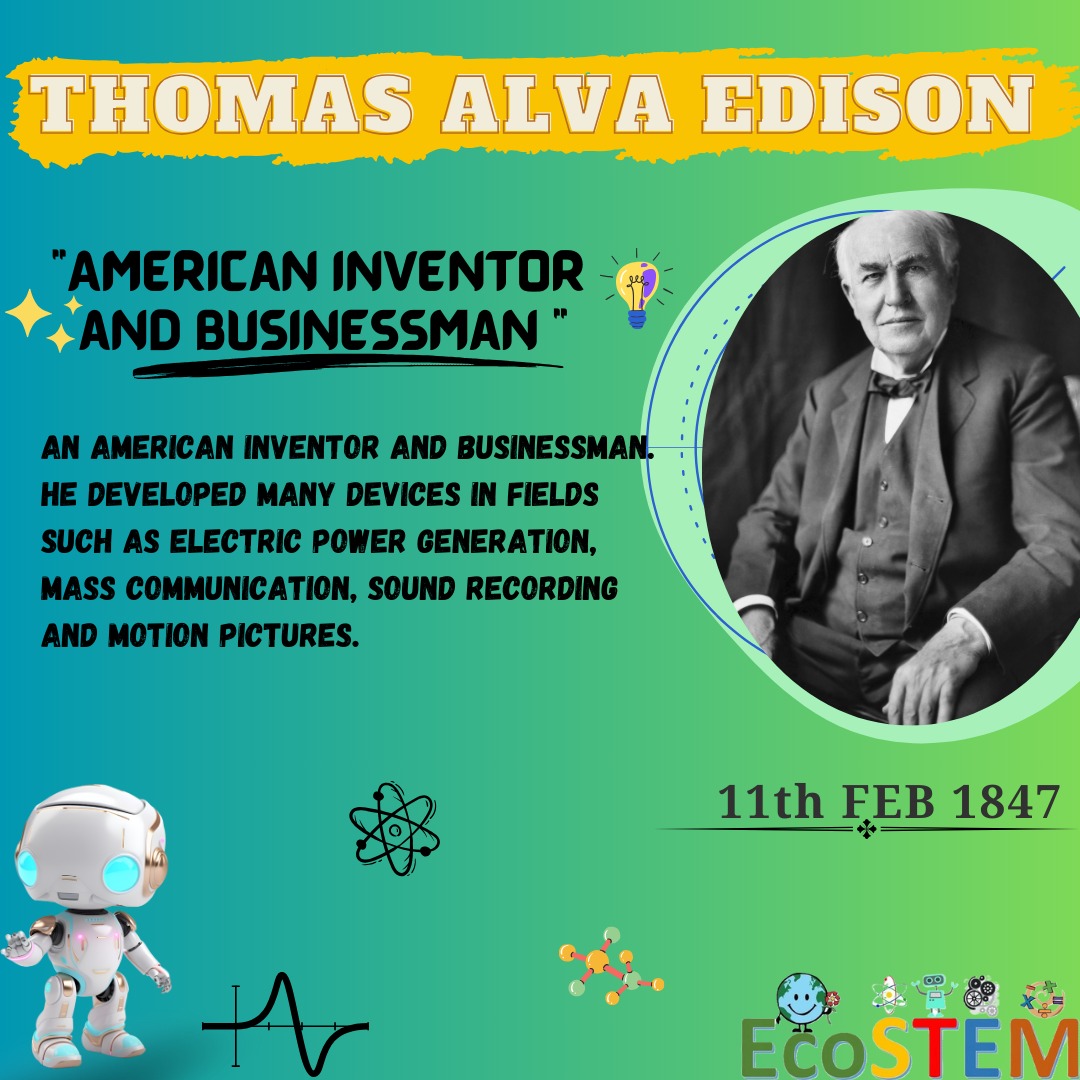 THOMAS ALVA EDISON
"AMERICAN INVENTOR
AND BUSINESSMAN "
AN AMERICAN INVENTOR AND BUSINESSMAN.
HE DEVELOPED MANY DEVICES IN FIELDS
SUCH AS ELECTRIC POWER GENERATION,
MASS COMMUNICATION, SOUND RECORDING
AND MOTION PICTURES.
11th FEB 1847
EcoSTEM